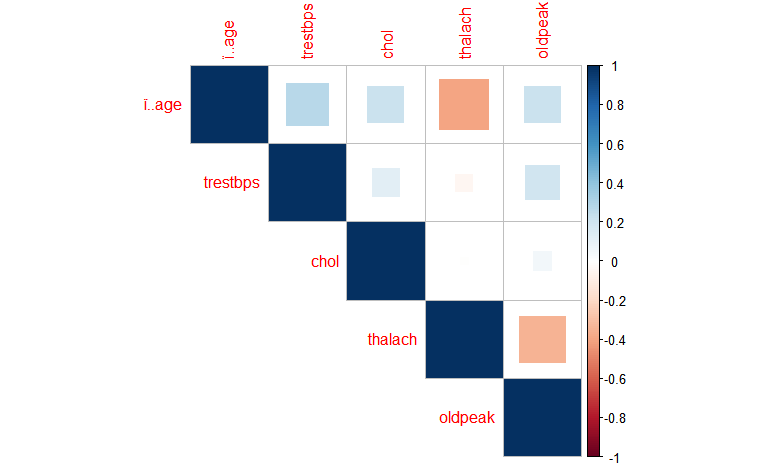 ï..age
trestbps
chol
thalach
oldpeak
ï..age
trestbps
chol
thalach
oldpeak
1
0.8
0.6
0.4
0.2
0
-0.2
-0.4
-0.6
-0.8
-1